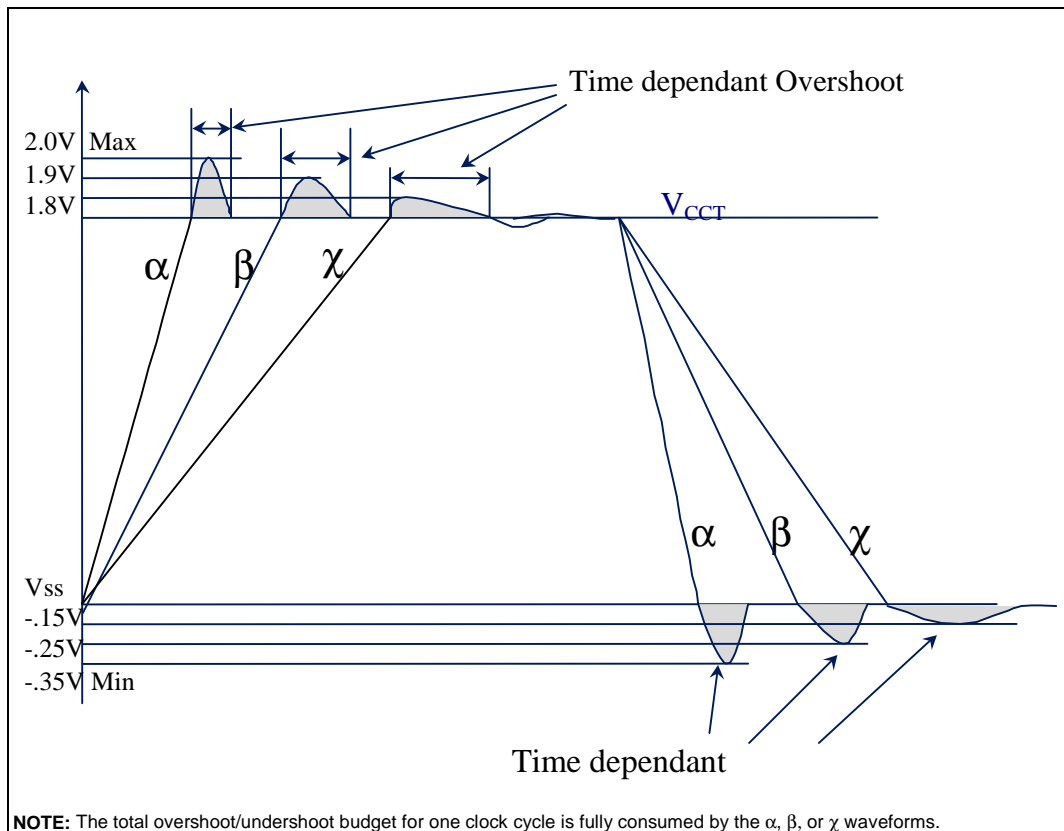 Time dependant Overshoot
2.0V Max
1.9V
1.8V
VCCT
α β χ
α β χ
Vss
-.15V
-.25V
-.35V Min
Time dependant
NOTE: The total overshoot/undershoot budget for one clock cycle is fully consumed by the α, β, or χ waveforms.